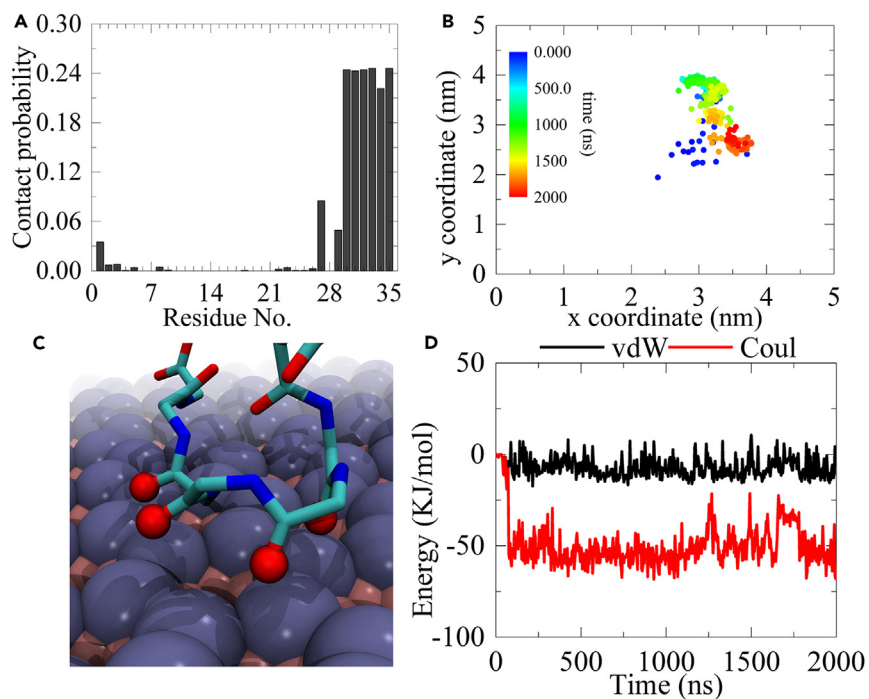 A
0.30
0.24
0.18
0.12
0.06
0.00
Contact probability
0 7 14 21 28 35
Residue No.
B
5
4
3
2
1
0
y coordinate (nm)
0.000
500.0
1000
1500
2000
time (ns)
0 1 2 3 4 5
x coordinate (nm)
C
D
vdW Coul
50
0
-50
-100
Energy (KJ/mol)
0 500 1000 1500 2000
Time (ns)